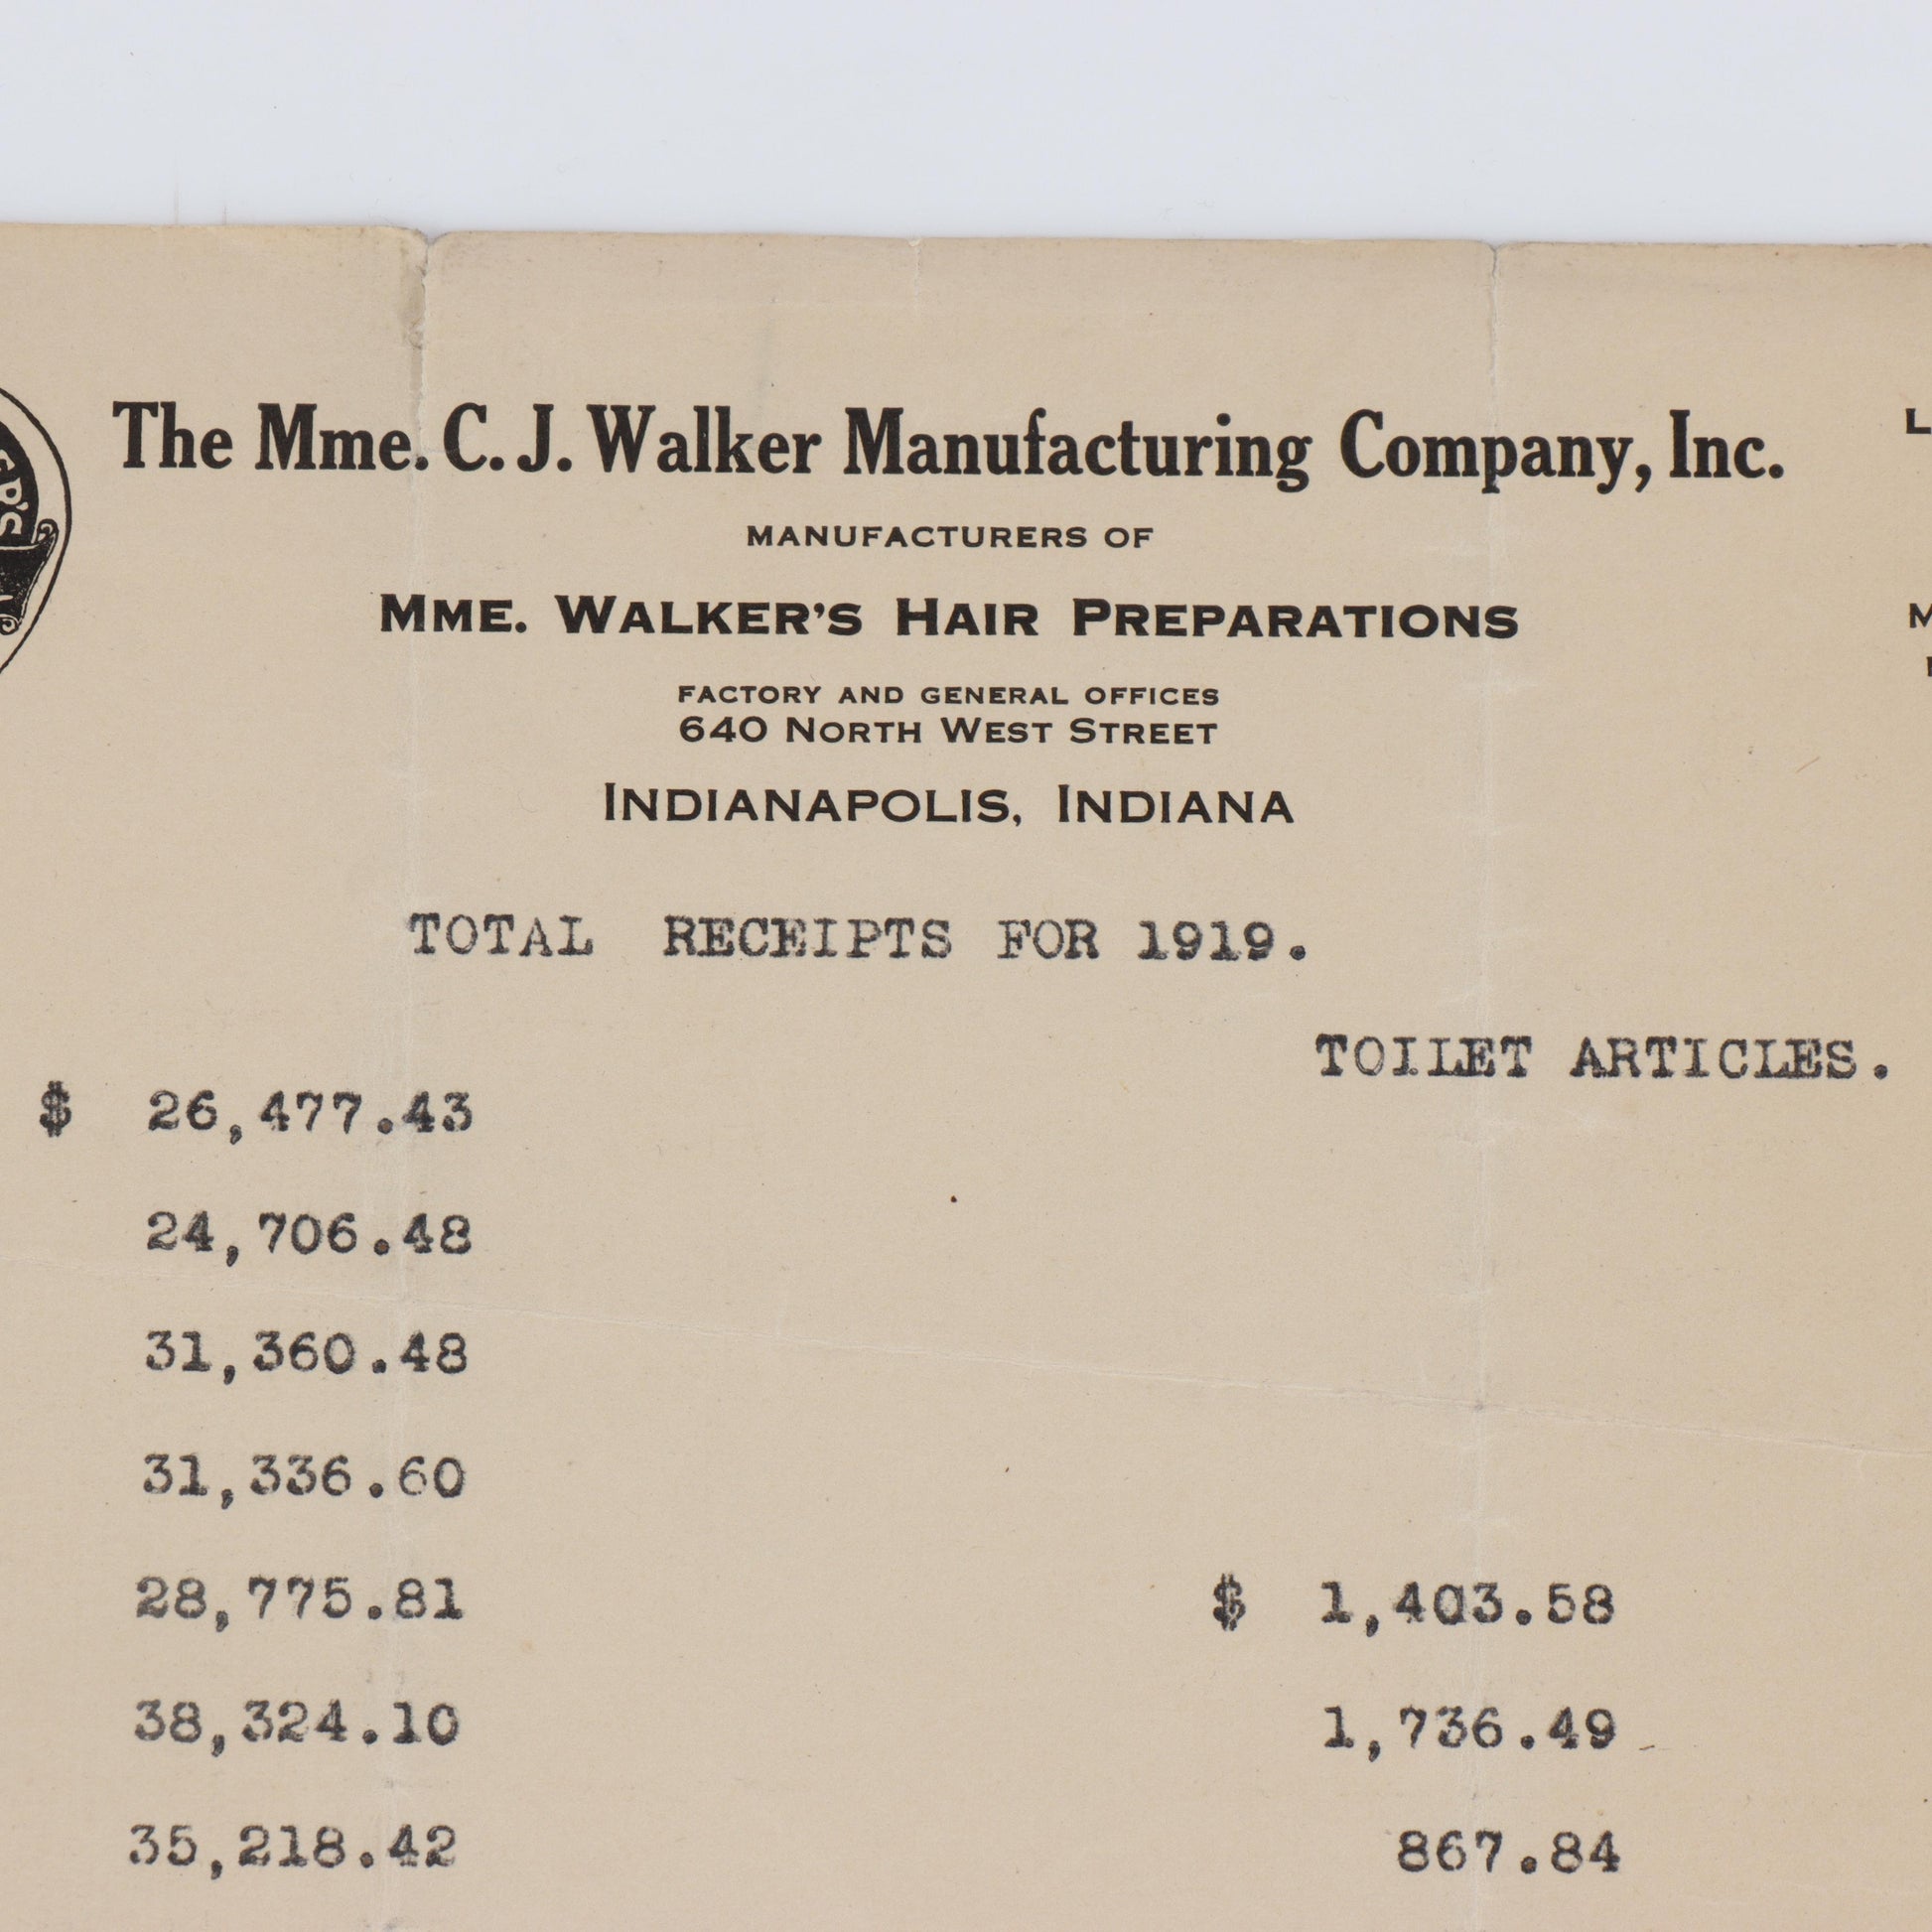 The Mme. C. J. Walker Manufacturing Company, Inc.
MANUFACTURERS OF
MME. WALKER'S HAIR PREPARATIONS
FACTORY AND GENERAL OFFICES
640 NORTH WEST STREET
INDIANAPOLIS, INDIANA
TOTAL RECEIPTS FOR 1919.
TOILET ARTICLES.
$ 26,477.43
24,706.48
31,360.48
31,336.60
28,775.81 $ 1,403.58
38,324.10 1,736.49
35,218.42 867.84